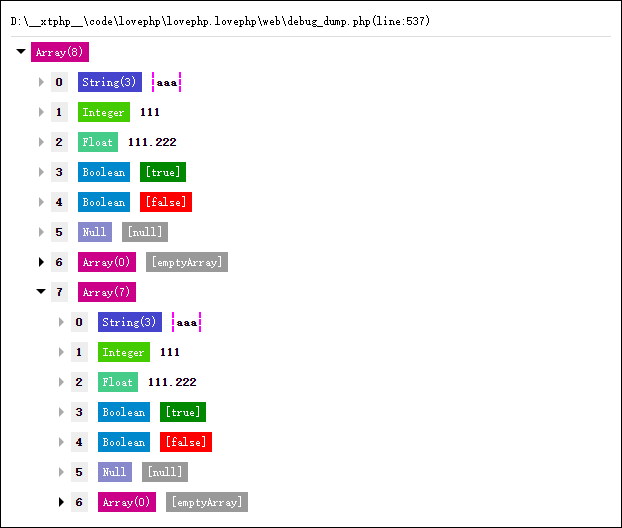 D:\__xtphp__\code\lovephp\lovephp.lovephp\web\debug_dump.php(line:537)
Array(8)
0 String(3) aaa
1 Integer 111
2 Float 111.222
3 Boolean [true]
4 Boolean [false]
5 Null [null]
6 Array(0) [emptyArray]
7 Array(7)
0 String(3) aaa
1 Integer 111
2 Float 111.222
3 Boolean [true]
4 Boolean [false]
5 Null [null]
6 Array(0) [emptyArray]